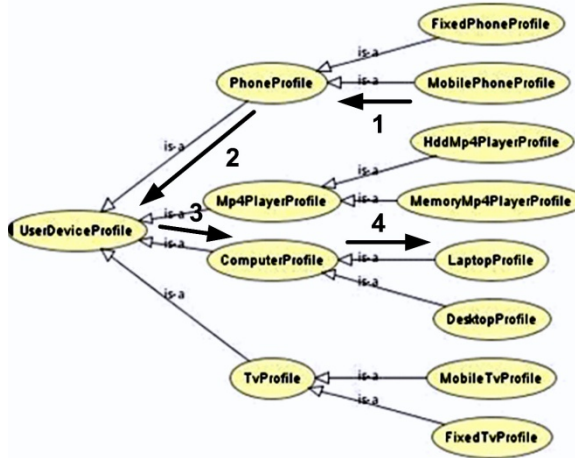 FixedPhoneProfile
is-a
PhoneProfile
is-a
MobilePhoneProfile
1
HddMp4PlayerProfile
2
is-a
is-a
Mp4PlayerProfile
is-a
MemoryMp4PlayerProfile
is-a
3
4
UserDeviceProfile
is-a
ComputerProfile
is-a
LaptopProfile
is-a
is-a
DesktopProfile
TvProfile
is-a
MobileTvProfile
is-a
FixedTvProfile